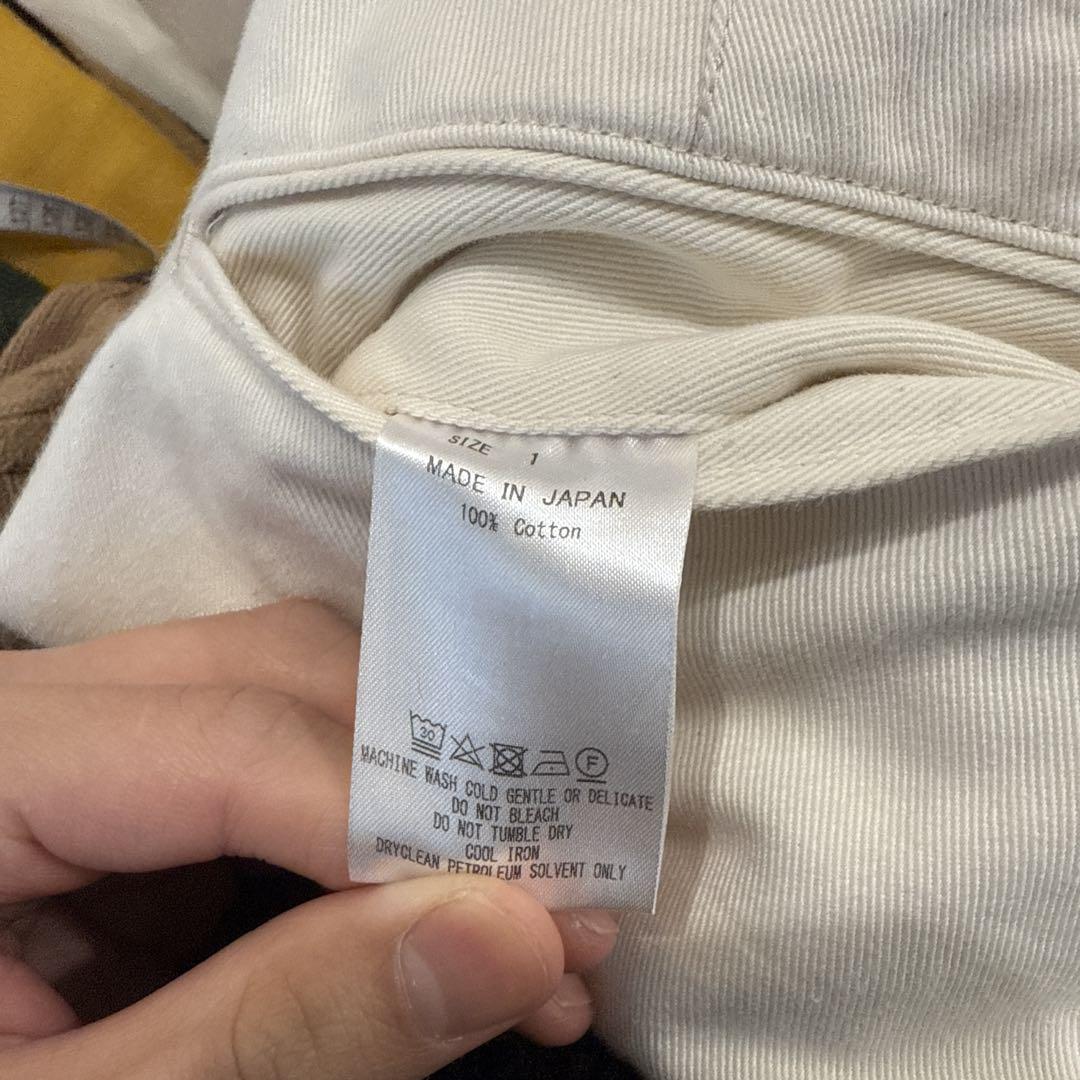 SIZE 1
MADE IN JAPAN
100% Cotton
30 F
MACHINE WASH COLD GENTLE OR DELICATE
DO NOT BLEACH
DO NOT TUMBLE DRY
COOL IRON
DRYCLEAN PETROLEUM SOLVENT ONLY